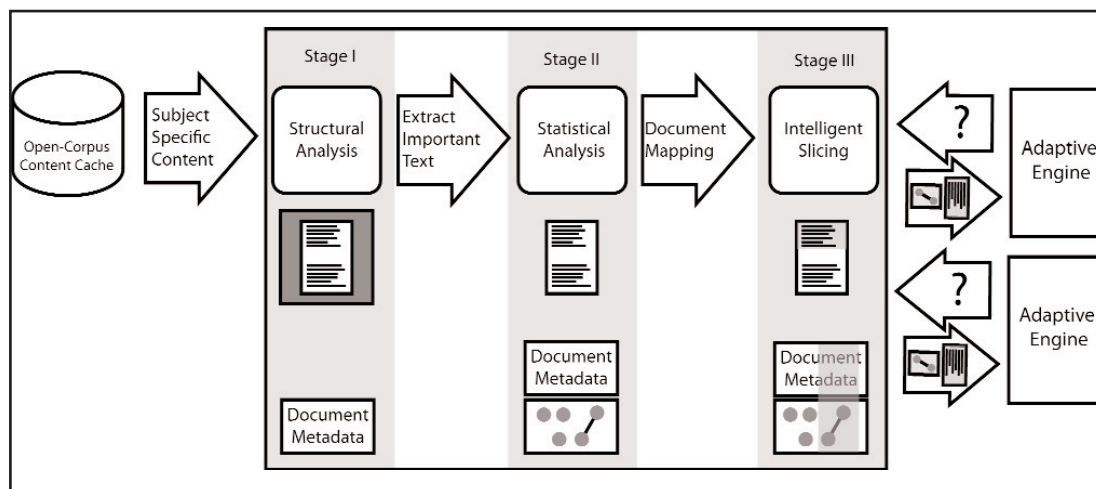 Stage I
Stage II
Stage III
Open-Corpus
Content Cache
Subject
Specific
Content
Structural
Analysis
Extract
Important
Text
Statistical
Analysis
Document
Mapping
Intelligent
Slicing
?
Adaptive
Engine
?
Adaptive
Engine
Document
Metadata
Document
Metadata
Document
Metadata